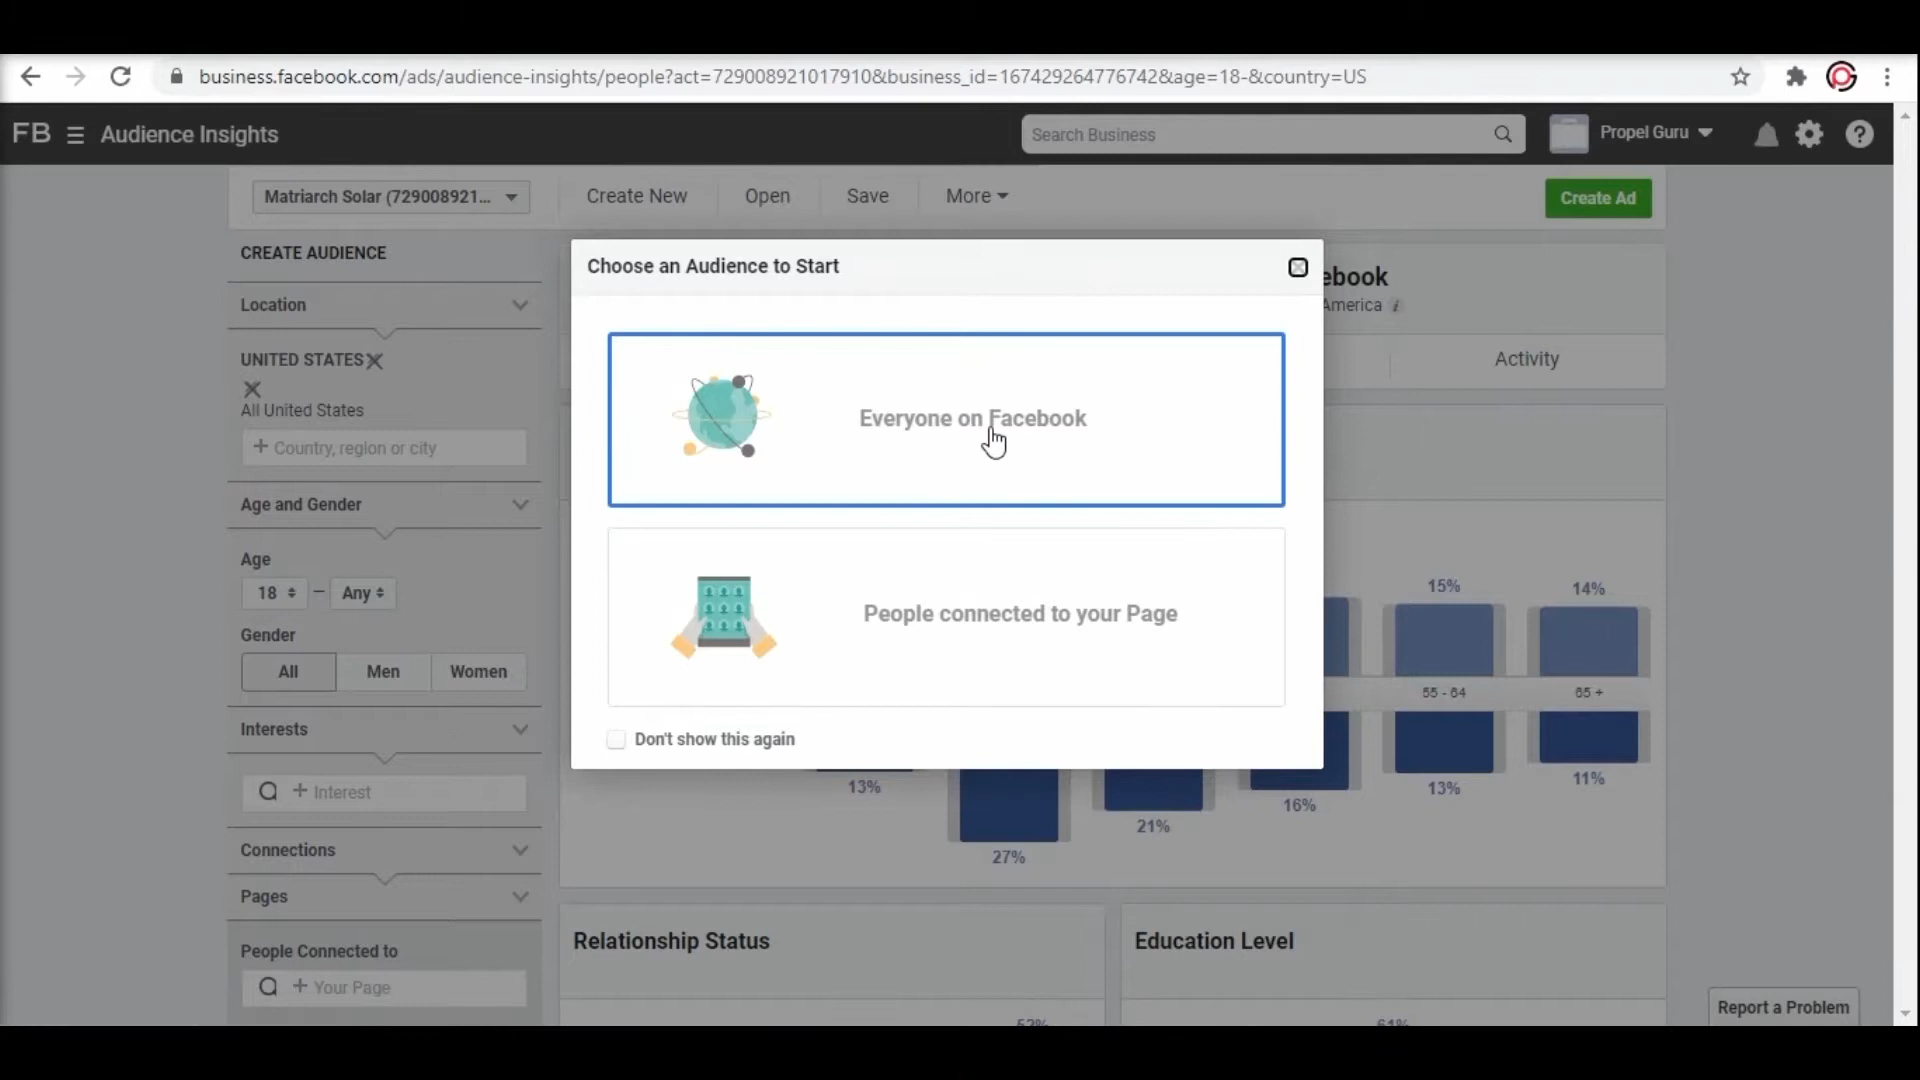 business.facebook.com/ads/audience-insights/people?act=729008921017910&business_id=167429264776742&age=18-&country=US
FB Audience Insights
Search Business
Propel Guru
Matriarch Solar (729008921...
Create New
Open
Save
More
Create Ad
CREATE AUDIENCE
Location
UNITED STATES
All United States
+ Country, region or city
Age and Gender
Age
18 – Any
Gender
All
Men
Women
Interests
+ Interest
Connections
Pages
People Connected to
+ Your Page
Choose an Audience to Start
Everyone on Facebook
People connected to your Page
Don't show this again
ebook
America i
Activity
15%
14%
55 - 64
65 +
13%
27%
21%
16%
13%
11%
Relationship Status
Education Level
Report a Problem